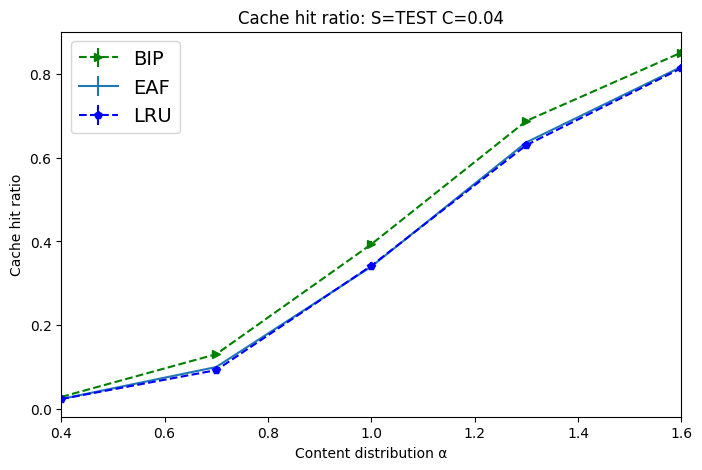 Cache hit ratio: S=TEST C=0.04
BIP
EAF
LRU
Cache hit ratio
0.8
0.6
0.4
0.2
0.0
0.4
0.6
0.8
1.0
1.2
1.4
1.6
Content distribution α